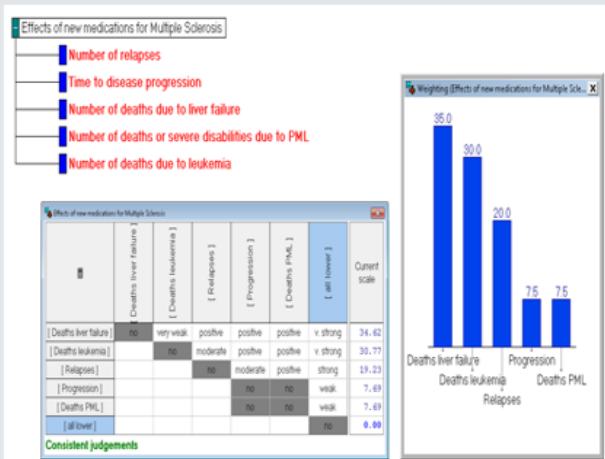 Effects of new medications for Multiple Sclerosis
Number of relapses
Time to disease progression
Number of deaths due to liver failure
Number of deaths or severe disabilities due to PML
Number of deaths due to leukemia
Effects of new medications for Multiple Sclerosis
[ Deaths liver failure ] [ Deaths leukemia ] [ Relapses ] [ Progression ] [ Deaths PML ] [ all lower ] Current scale
[ Deaths liver failure ] no very weak positive positive positive v. strong 34.62
[ Deaths leukemia ] no moderate positive positive v. strong 30.77
[ Relapses ] no moderate positive strong 19.23
[ Progression ] no no weak 7.69
[ Deaths PML ] no no weak 7.69
[ all lower ] no 0.00
Consistent judgements
Weighting (Effects of new medications for Multiple Scle... X
35.0
30.0
20.0
7.5 7.5
Deaths liver failure Progression
Deaths leukemia Deaths PML
Relapses